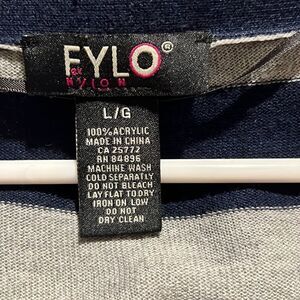 FYLO®
NYLON
L/G
100% ACRYLIC
MADE IN CHINA
CA 25772
RN 84896
MACHINE WASH
COLD SEPARATELY
DO NOT BLEACH
LAY FLAT TO DRY
IRON ON LOW
DO NOT
DRY CLEAN